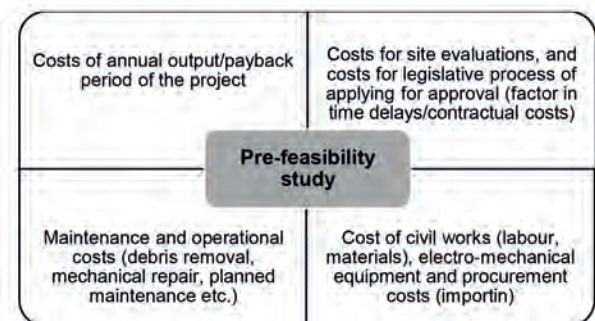 Costs of annual output/payback
period of the project
Costs for site evaluations, and
costs for legislative process of
applying for approval (factor in
time delays/contractual costs)
Pre-feasibility
study
Maintenance and operational
costs (debris removal,
mechanical repair, planned
maintenance etc.)
Cost of civil works (labour,
materials), electro-mechanical
equipment and procurement
costs (importin)